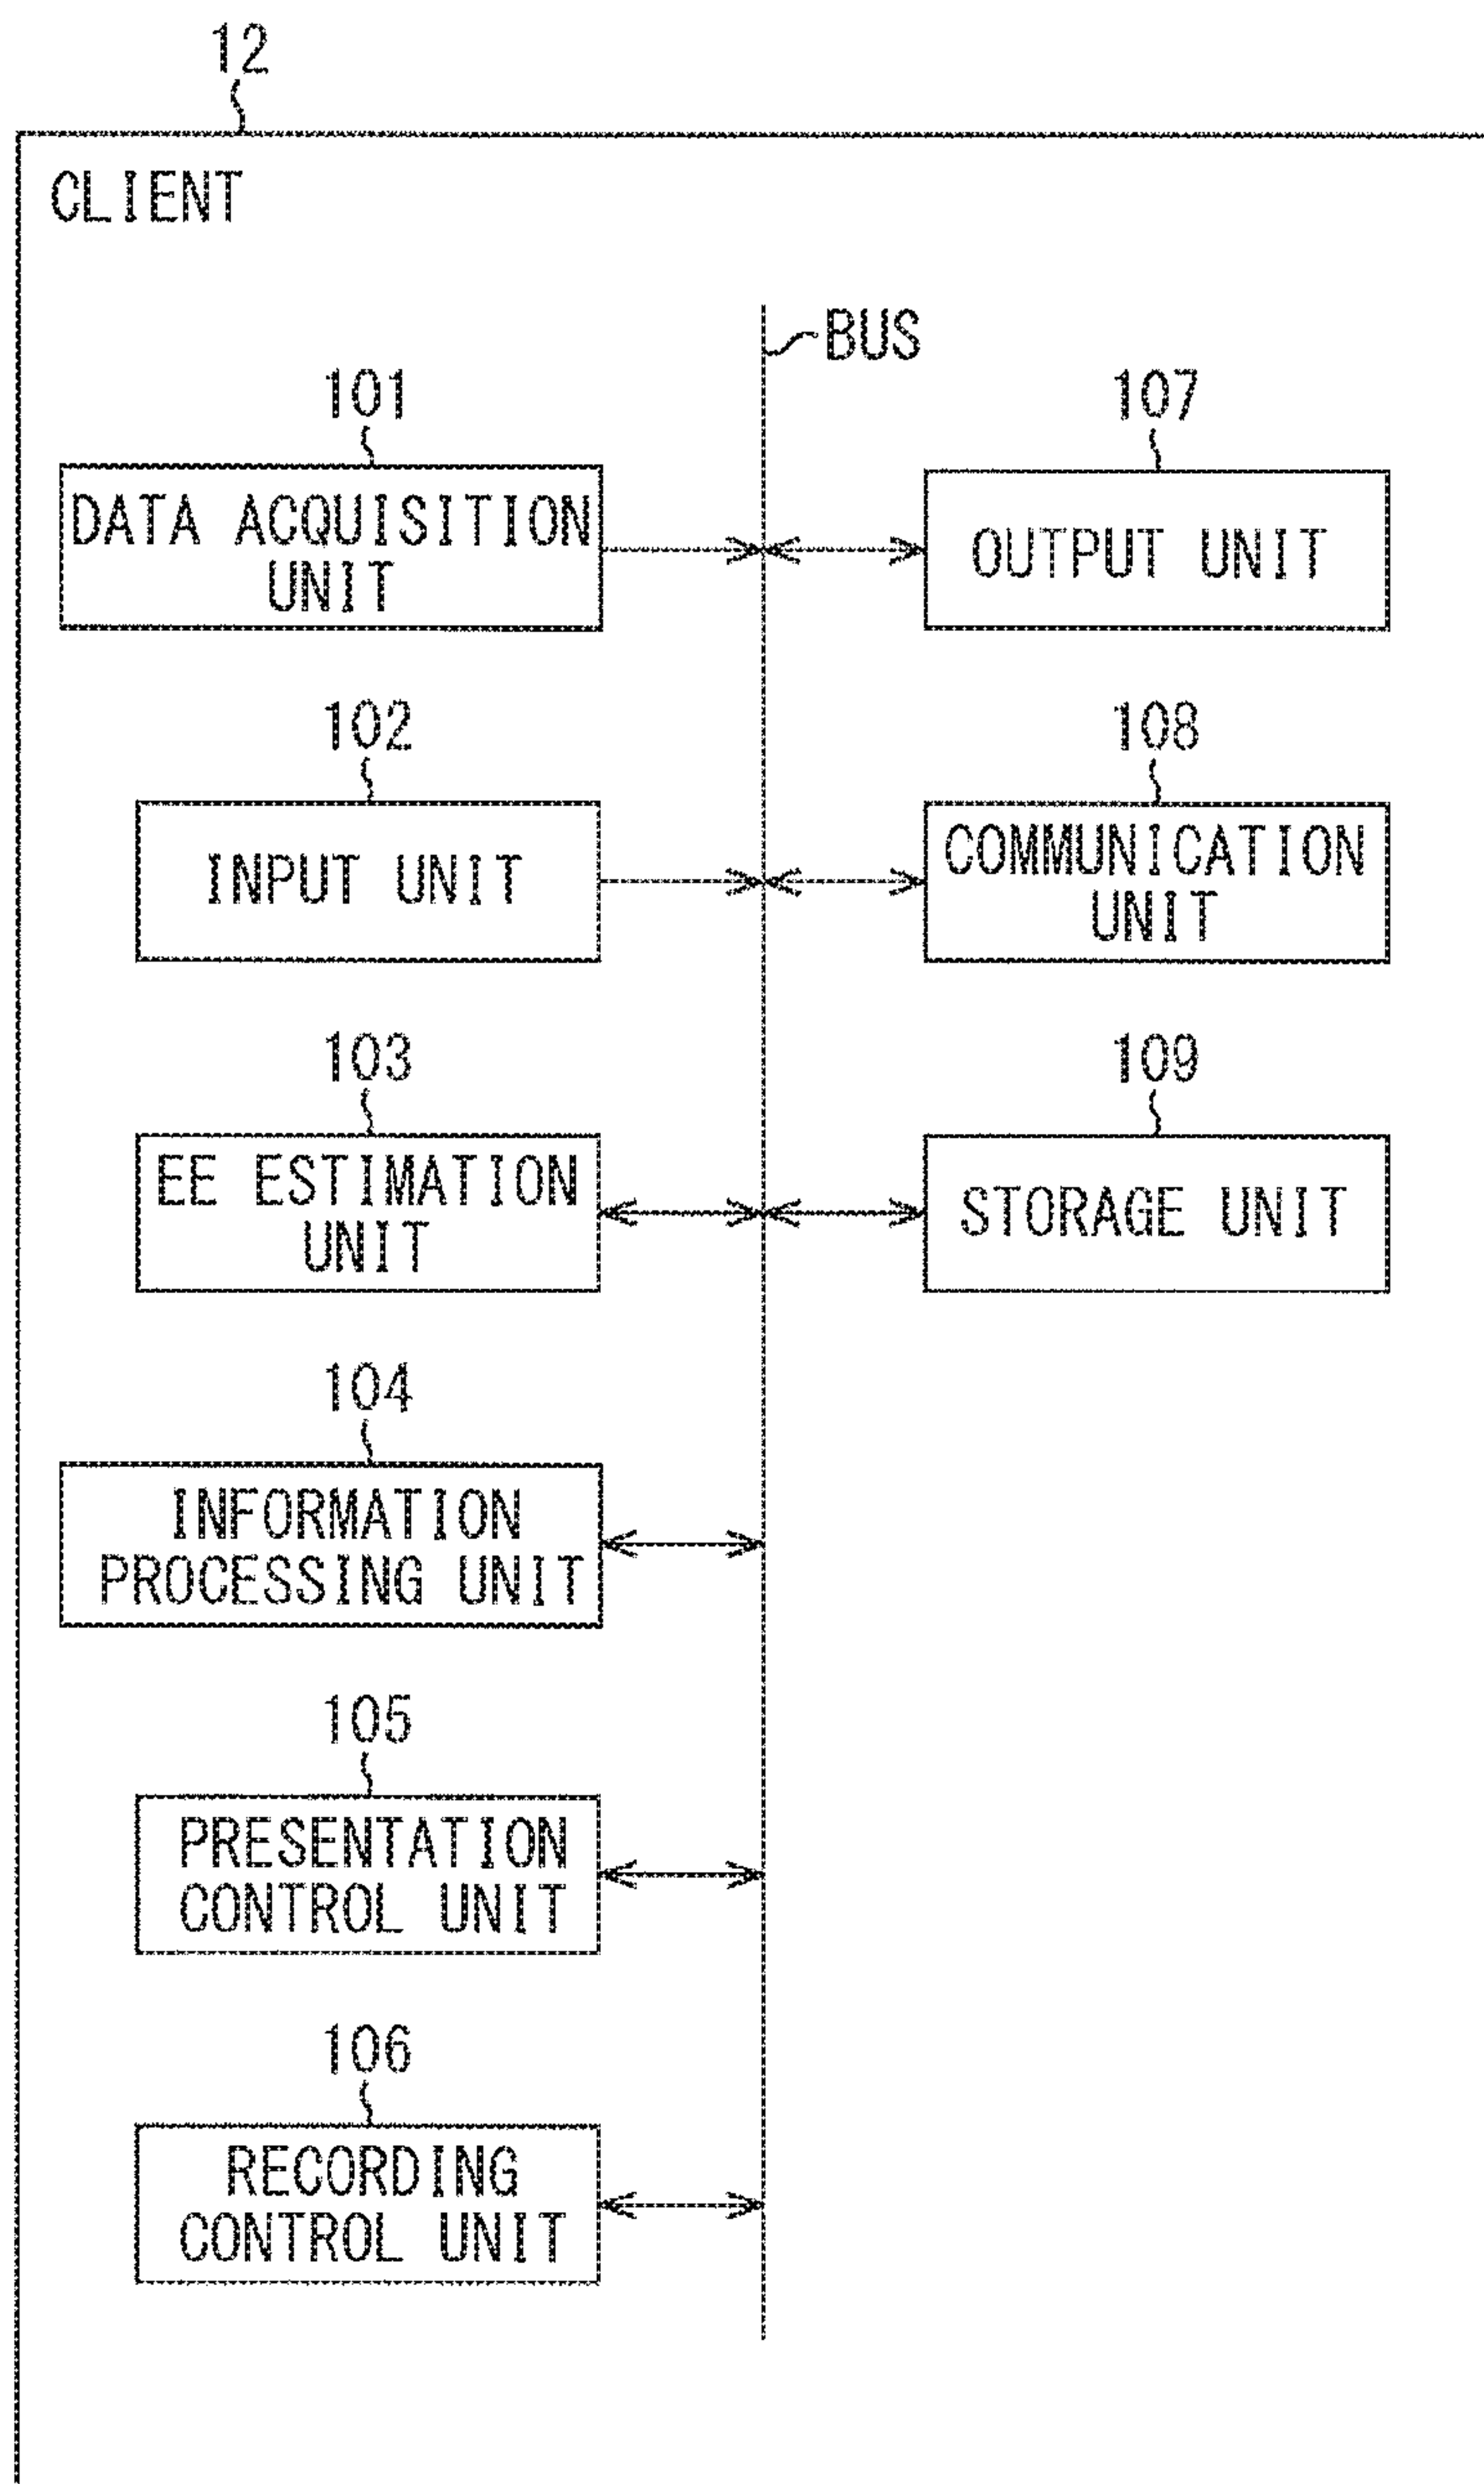 12
CLIENT
BUS
101
DATA ACQUISITION
UNIT
107
OUTPUT UNIT
102
INPUT UNIT
108
COMMUNICATION
UNIT
103
EE ESTIMATION
UNIT
109
STORAGE UNIT
104
INFORMATION
PROCESSING UNIT
105
PRESENTATION
CONTROL UNIT
106
RECORDING
CONTROL UNIT